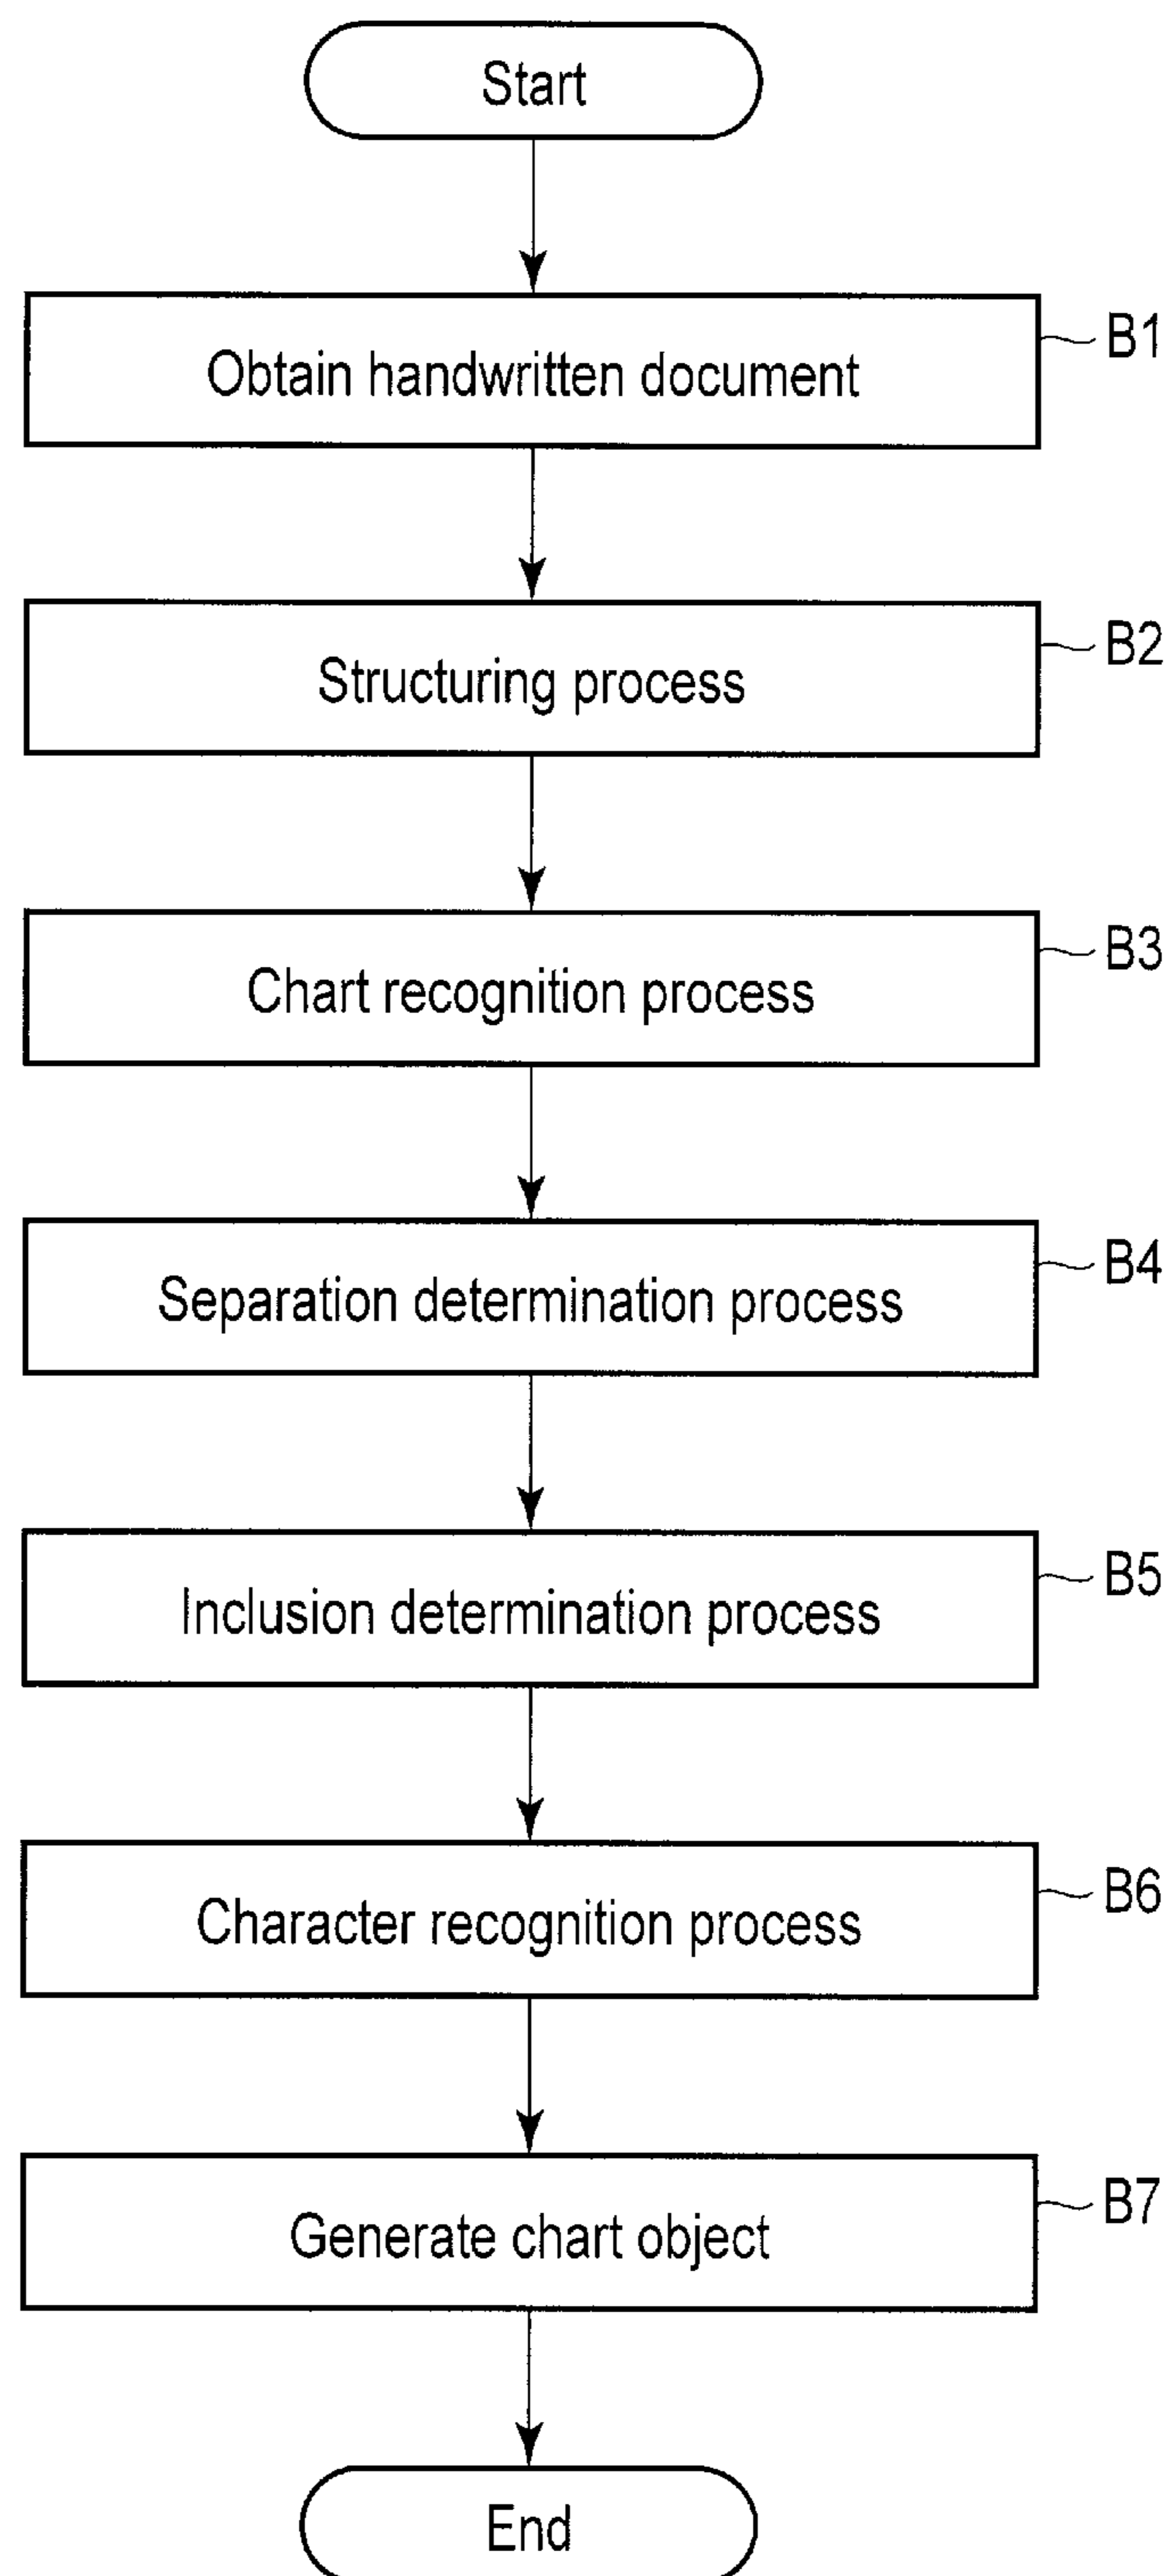 Start
Obtain handwritten document
B1
Structuring process
B2
Chart recognition process
B3
Separation determination process
B4
Inclusion determination process
B5
Character recognition process
B6
Generate chart object
B7
End